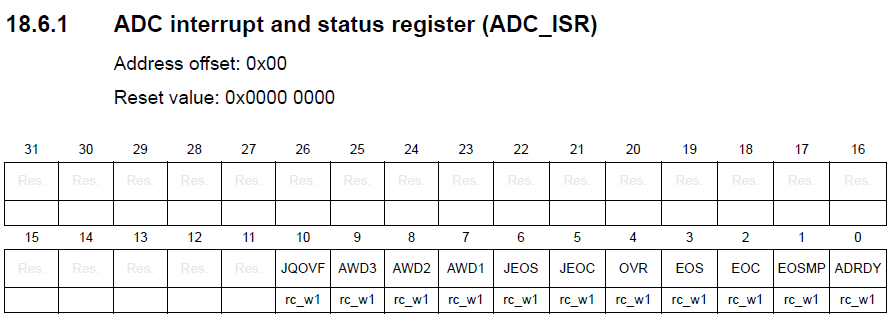 18.6.1 ADC interrupt and status register (ADC_ISR)
Address offset: 0x00
Reset value: 0x0000 0000
31 30 29 28 27 26 25 24 23 22 21 20 19 18 17 16
Res. Res. Res. Res. Res. Res. Res. Res. Res. Res. Res. Res. Res. Res. Res. Res.
15 14 13 12 11 10 9 8 7 6 5 4 3 2 1 0
Res. Res. Res. Res. Res. JQOVF AWD3 AWD2 AWD1 JEOS JEOC OVR EOS EOC EOSMP ADRDY
rc_w1 rc_w1 rc_w1 rc_w1 rc_w1 rc_w1 rc_w1 rc_w1 rc_w1 rc_w1 rc_w1